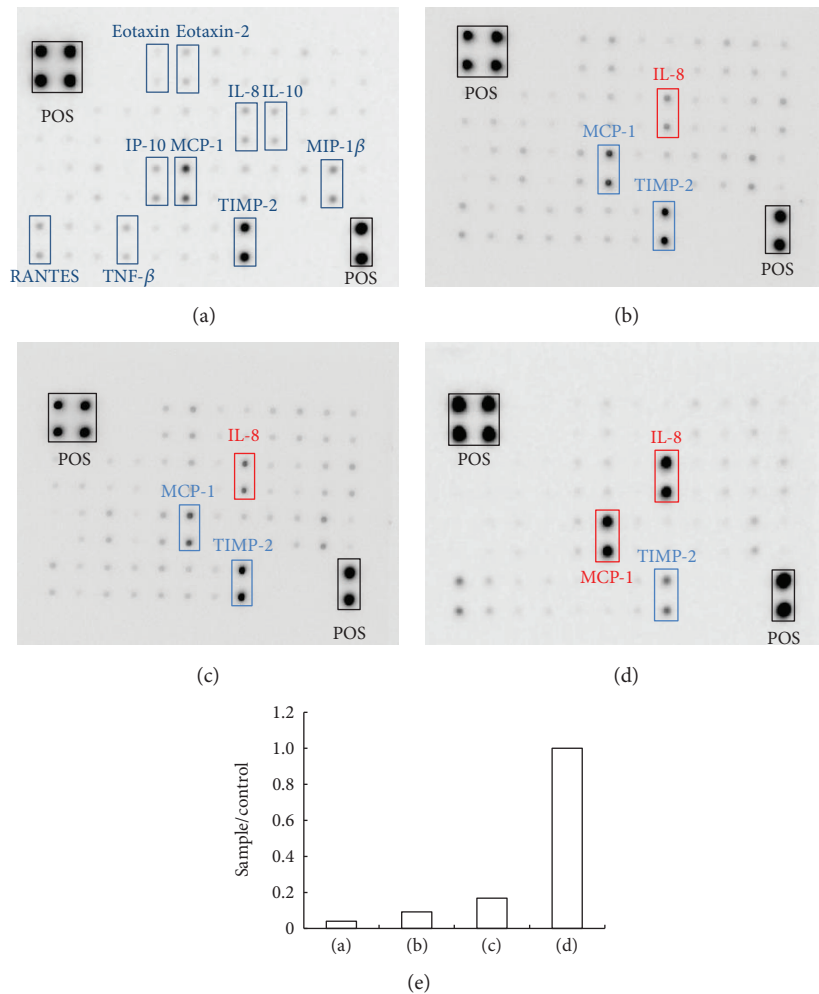 Eotaxin Eotaxin-2
POS
IL-8 IL-10
IP-10 MCP-1 MIP-1β
TIMP-2
RANTES TNF-β POS
(a)
POS
IL-8
MCP-1
TIMP-2
POS
(b)
POS
IL-8
MCP-1
TIMP-2
POS
(c)
POS
IL-8
MCP-1
TIMP-2
POS
(d)
Sample/control
1.2
1.0
0.8
0.6
0.4
0.2
0
(a) (b) (c) (d)
(e)